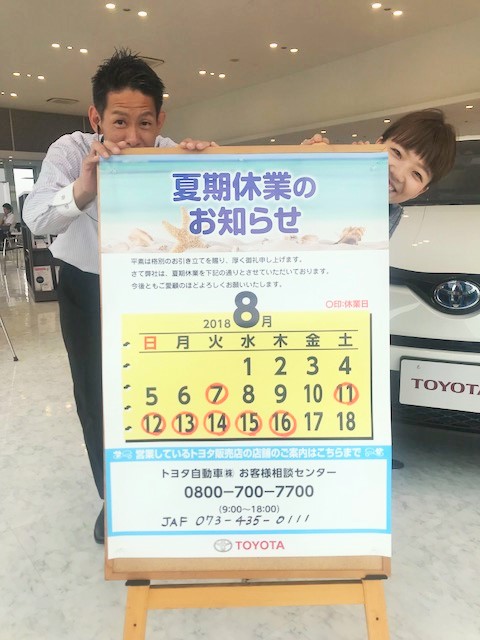 夏期休業の
お知らせ
平素は格別のお引き立てを賜り、厚く御礼申し上げます。
さて弊社は、夏期休業を下記の通りとさせていただいております。
今後ともご愛顧のほどよろしくお願いいたします。
〇印:休業日
2018 8月
日 月 火 水 木 金 土
1 2 3 4
5 6 7 8 9 10 11
12 13 14 15 16 17 18
営業しているトヨタ販売店の店舗のご案内はこちらまで
トヨタ自動車㈱ お客様相談センター
0800-700-7700
(9:00~18:00)
JAF 073-435-0111
TOYOTA
TOYOTA